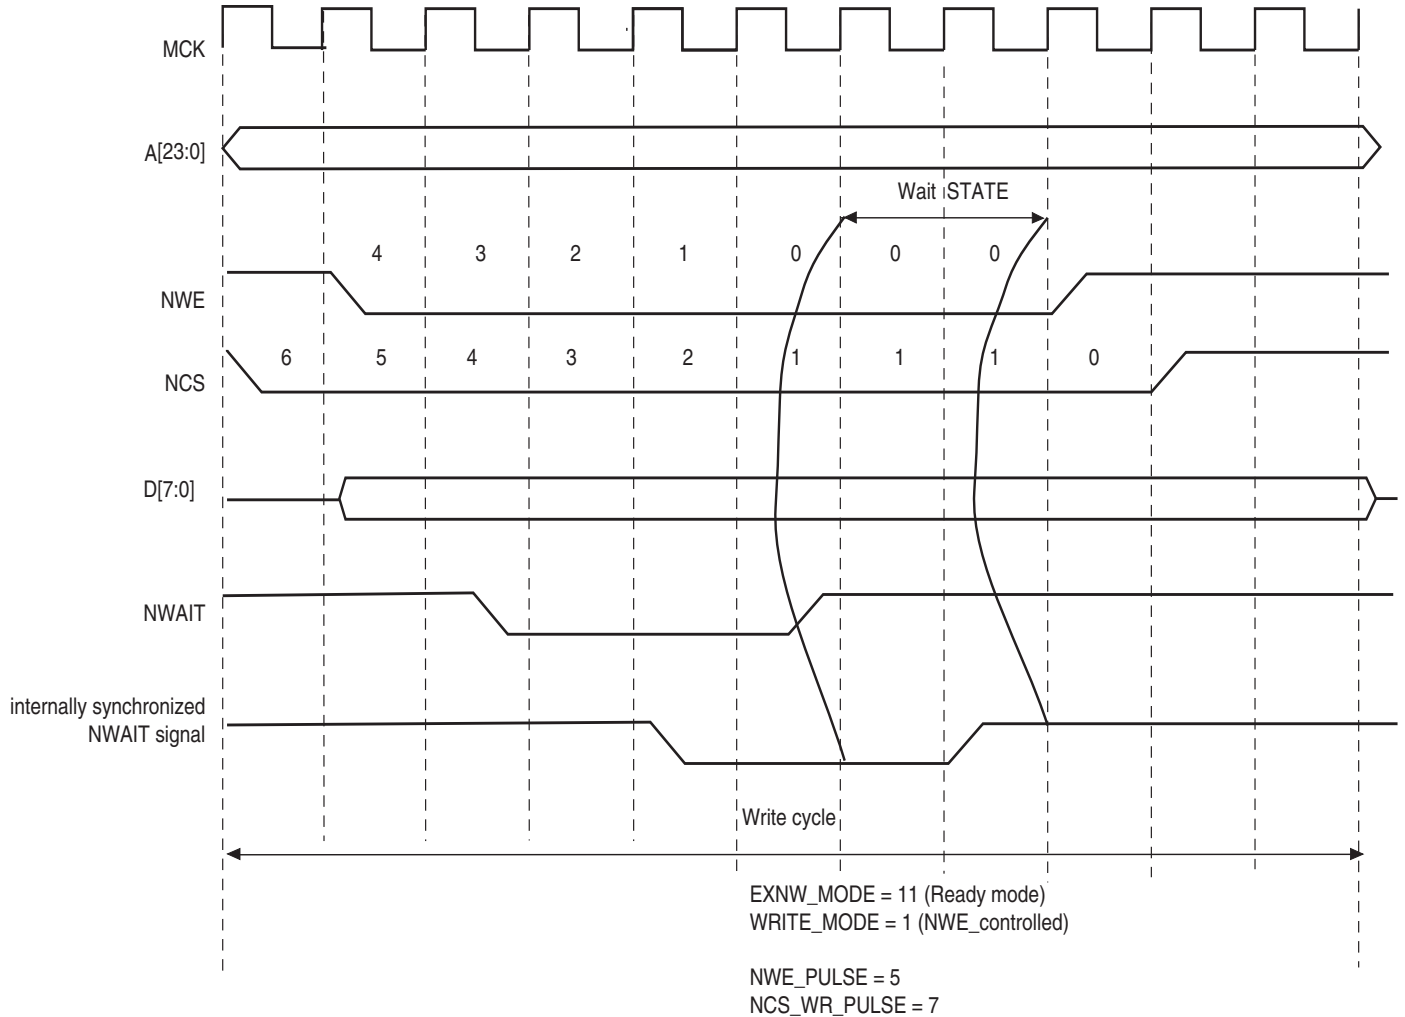 MCK
A[23:0]
Wait STATE
4 3 2 1 0 0 0
NWE
6 5 4 3 2 1 1 1 0
NCS
D[7:0]
NWAIT
internally synchronized
NWAIT signal
Write cycle
EXNW_MODE = 11 (Ready mode)
WRITE_MODE = 1 (NWE_controlled)
NWE_PULSE = 5
NCS_WR_PULSE = 7